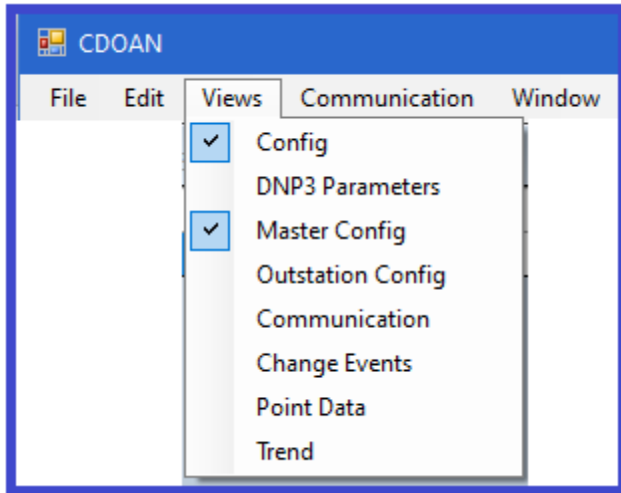 CDOAN
File Edit Views Communication Window
Config
DNP3 Parameters
Master Config
Outstation Config
Communication
Change Events
Point Data
Trend